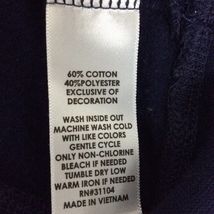 60% COTTON
40%POLYESTER
EXCLUSIVE OF
DECORATION
WASH INSIDE OUT
MACHINE WASH COLD
WITH LIKE COLORS
GENTLE CYCLE
ONLY NON-CHLORINE
BLEACH IF NEEDED
TUMBLE DRY LOW
WARM IRON IF NEEDED
RN#31104
MADE IN VIETNAM